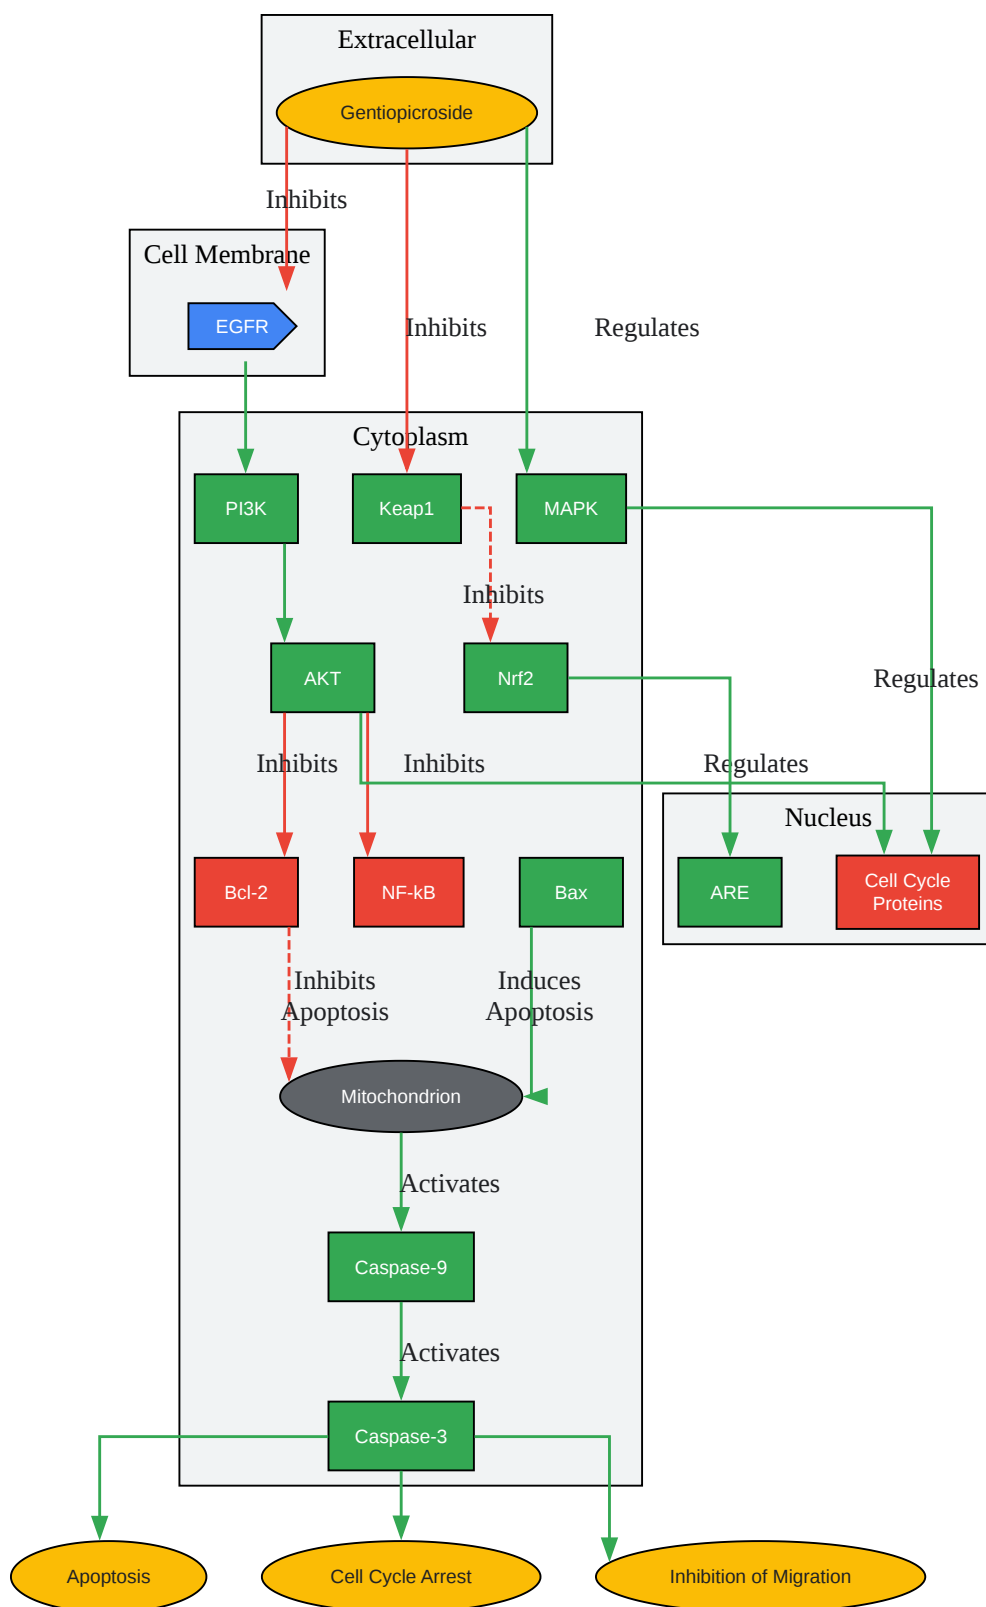 Extracellular
Gentiopicroside
Inhibits
Cell Membrane
EGFR
Inhibits
Regulates
Cytoplasm
PI3K
Keap1
MAPK
Inhibits
AKT
Nrf2
Regulates
Inhibits
Inhibits
Regulates
Nucleus
Bcl-2
NF-kB
Bax
ARE
Cell Cycle
Proteins
Inhibits
Apoptosis
Induces
Apoptosis
Mitochondrion
Activates
Caspase-9
Activates
Caspase-3
Apoptosis
Cell Cycle Arrest
Inhibition of Migration